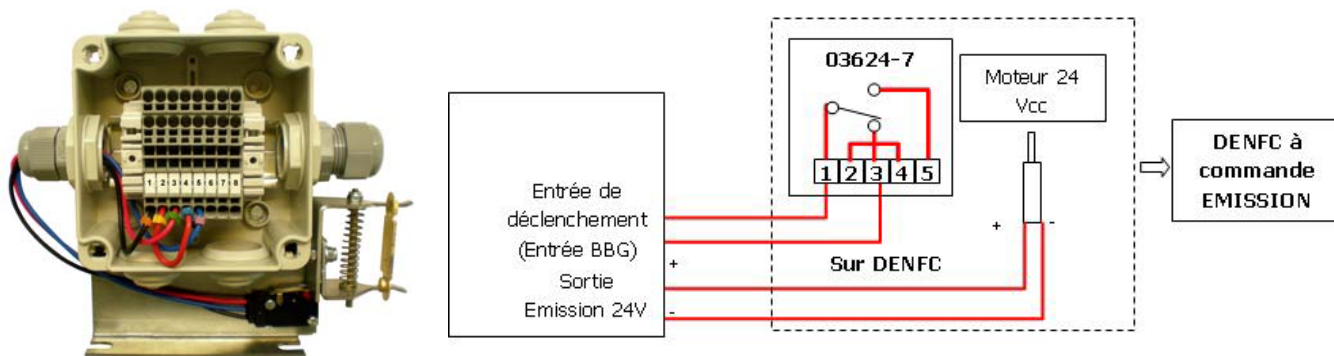 1 2 3 4 5 6 7 8
Entrée de
déclenchement
(Entrée BBG)
Sortie
Emission 24V
+
-
03624-7
1 2 3 4 5
Sur DENFC
Moteur 24
Vcc
+
-
DENFC à
commande
EMISSION